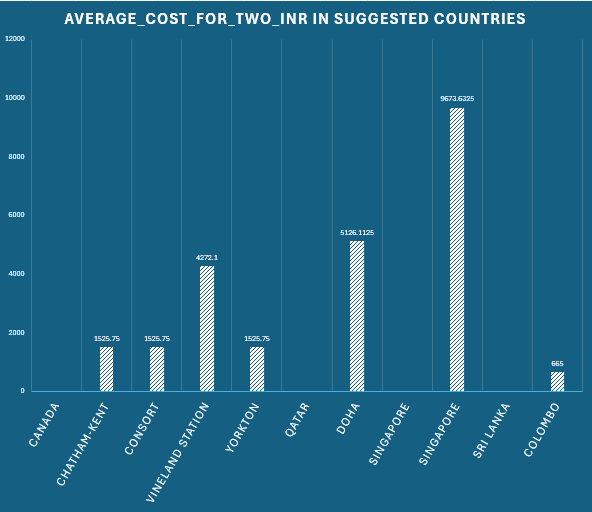 AVERAGE_COST_FOR_TWO_INR IN SUGGESTED COUNTRIES
12000
10000
8000
6000
4000
2000
0
1525.75
1525.75
4272.1
1525.75
5126.1125
9673.6325
665
CANADA
CHATHAM-KENT
CONSORT
VINELAND STATION
YORKTON
QATAR
DOHA
SINGAPORE
SINGAPORE
SRI LANKA
COLOMBO